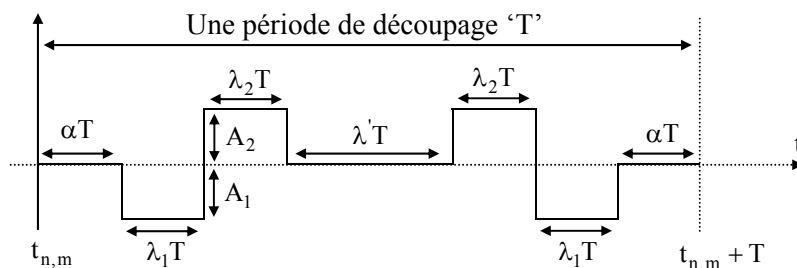 Une période de découpage ‘T’
λ₂T λ₂T
αT A₂ λ'T αT t
A₁
tₙ,ₘ λ₁T λ₁T tₙ,ₘ + T